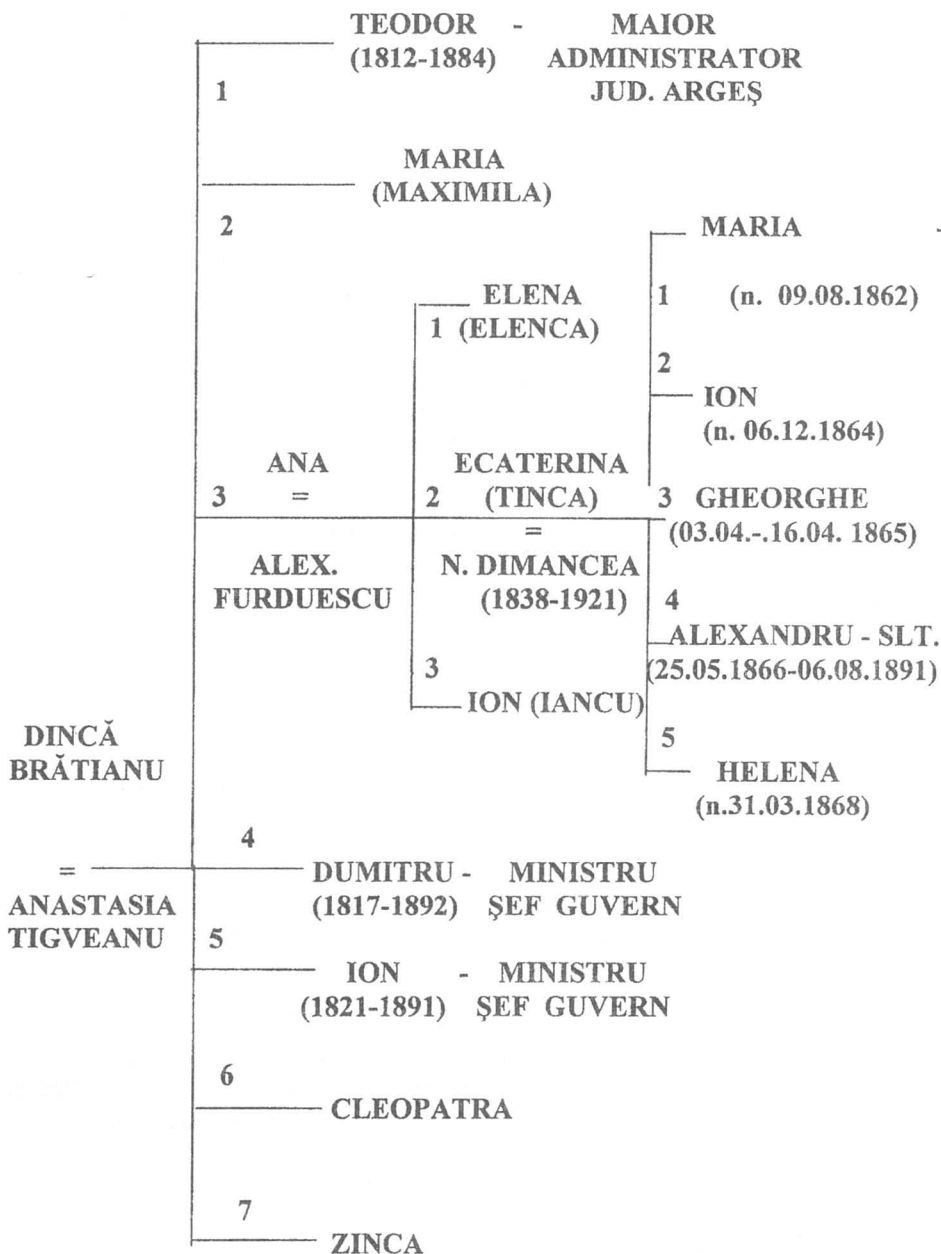 TEODOR - MAIOR
(1812-1884) ADMINISTRATOR
JUD. ARGEŞ
1
MARIA
(MAXIMILA)
2
MARIA -
ELENA
1 (n. 09.08.1862)
1 (ELENCA)
2
ION
(n. 06.12.1864)
ANA
ECATERINA
3 = 2 (TINCA) 3 GHEORGHE
= (03.04.-.16.04. 1865)
ALEX. N. DIMANCEA
FURDUESCU (1838-1921) 4
ALEXANDRU - SLT.
3 (25.05.1866-06.08.1891)
ION (IANCU)
5
DINCĂ
BRĂTIANU
HELENA
(n.31.03.1868)
4
= DUMITRU - MINISTRU
ANASTASIA (1817-1892) ŞEF GUVERN
TIGVEANU 5
ION - MINISTRU
(1821-1891) ŞEF GUVERN
6
CLEOPATRA
7
ZINCA